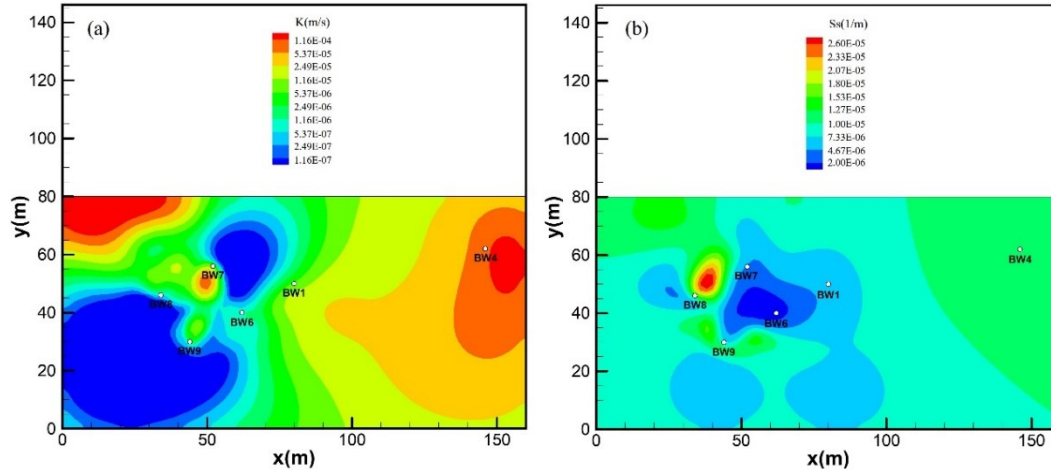 (a)
K(m/s)
1.16E-04
5.37E-05
2.49E-05
1.16E-05
5.37E-06
2.49E-06
1.16E-06
5.37E-07
2.49E-07
1.16E-07
140
120
100
80
60
40
20
0
y(m)
BW4
BW7
BW1
BW8
BW6
BW9
0 50 100 150
x(m)
(b)
Ss(1/m)
2.60E-05
2.33E-05
2.07E-05
1.80E-05
1.53E-05
1.27E-05
1.00E-05
7.33E-06
4.67E-06
2.00E-06
140
120
100
80
60
40
20
0
y(m)
BW4
BW7
BW1
BW8
BW6
BW9
0 50 100 150
x(m)